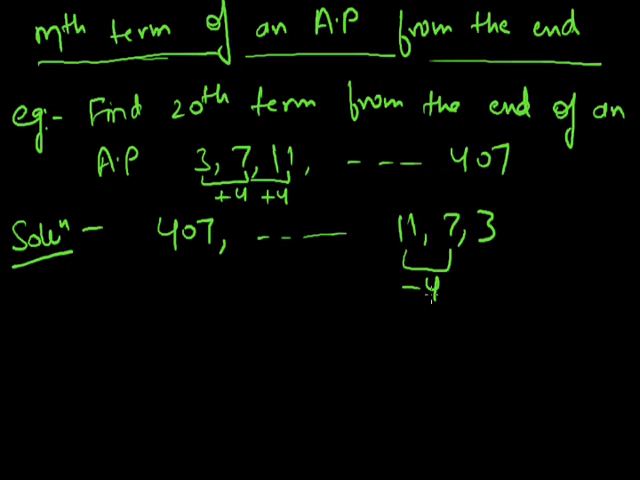 mth term of an A.P from the end
eg:- Find 20th term from the end of an
A.P 3, 7, 11, - - - 407
+4 +4
Soluⁿ - 407, - - - 11, 7, 3
-4